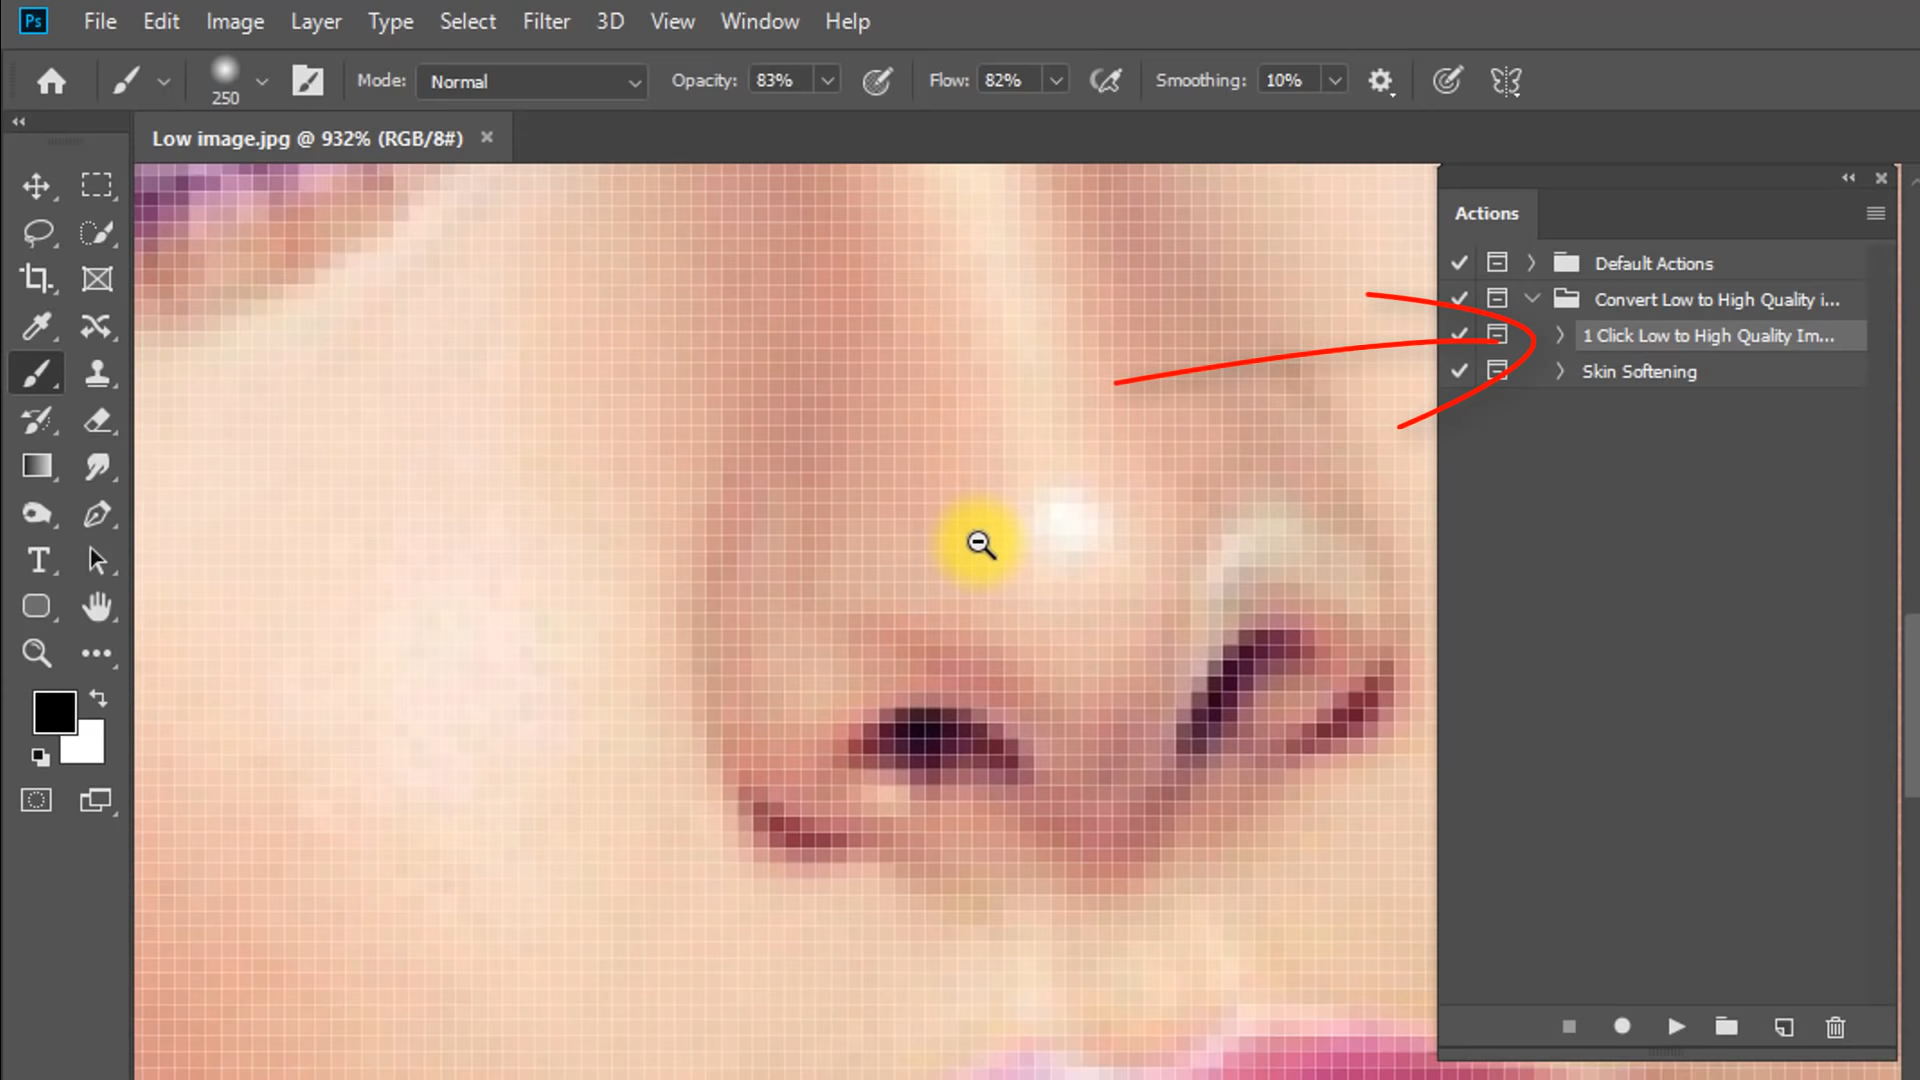 Ps File Edit Image Layer Type Select Filter 3D View Window Help
250 Mode: Normal Opacity: 83% Flow: 82% Smoothing: 10%
Low image.jpg @ 932% (RGB/8#)
Actions
Default Actions
Convert Low to High Quality i...
1 Click Low to High Quality Im...
Skin Softening